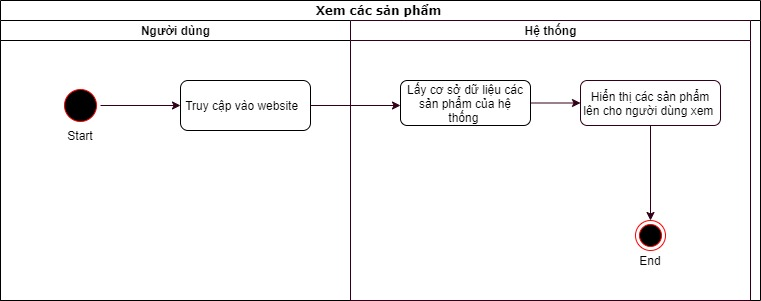 Xem các sản phẩm
Người dùng
Hệ thống
Start
Truy cập vào website
Lấy cơ sở dữ liệu các
sản phẩm của hệ
thống
Hiển thị các sản phẩm
lên cho người dùng xem
End